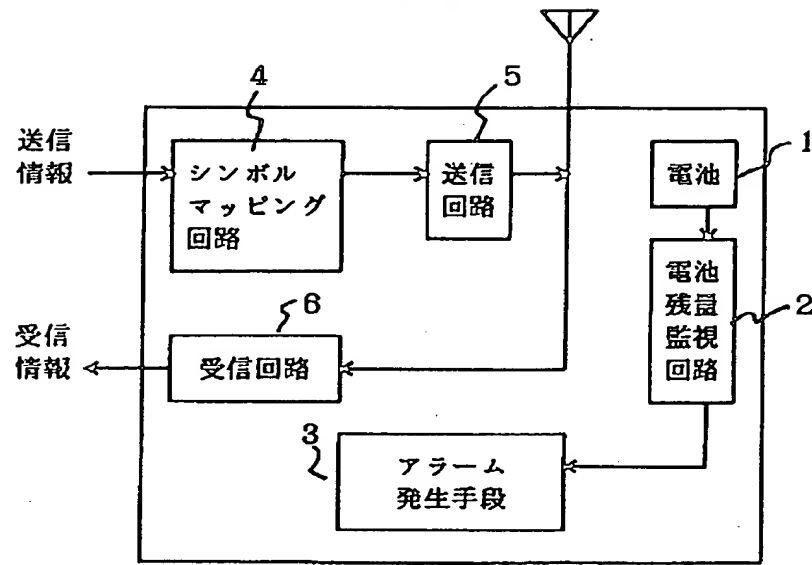 4
5
送信
情報
シンボル
マッピング
回路
送信
回路
電池
1
電池
残量
監視
回路
2
6
受信
情報
受信回路
3
アラーム
発生手段